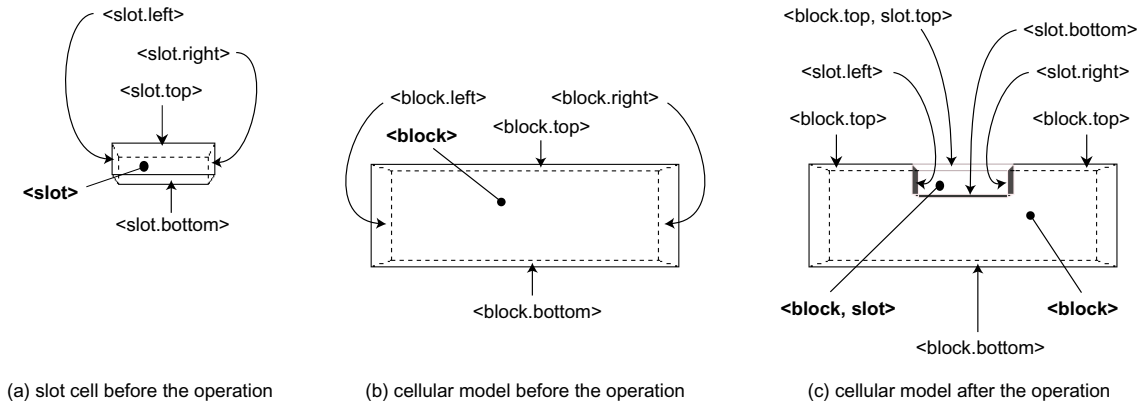 <slot.left>
<slot.right>
<slot.top>
<slot>
<slot.bottom>
(a) slot cell before the operation
<block.left>
<block.right>
<block>
<block.top>
<block.bottom>
(b) cellular model before the operation
<block.top, slot.top>
<slot.bottom>
<slot.left>
<slot.right>
<block.top>
<block.top>
<block, slot>
<block>
<block.bottom>
(c) cellular model after the operation